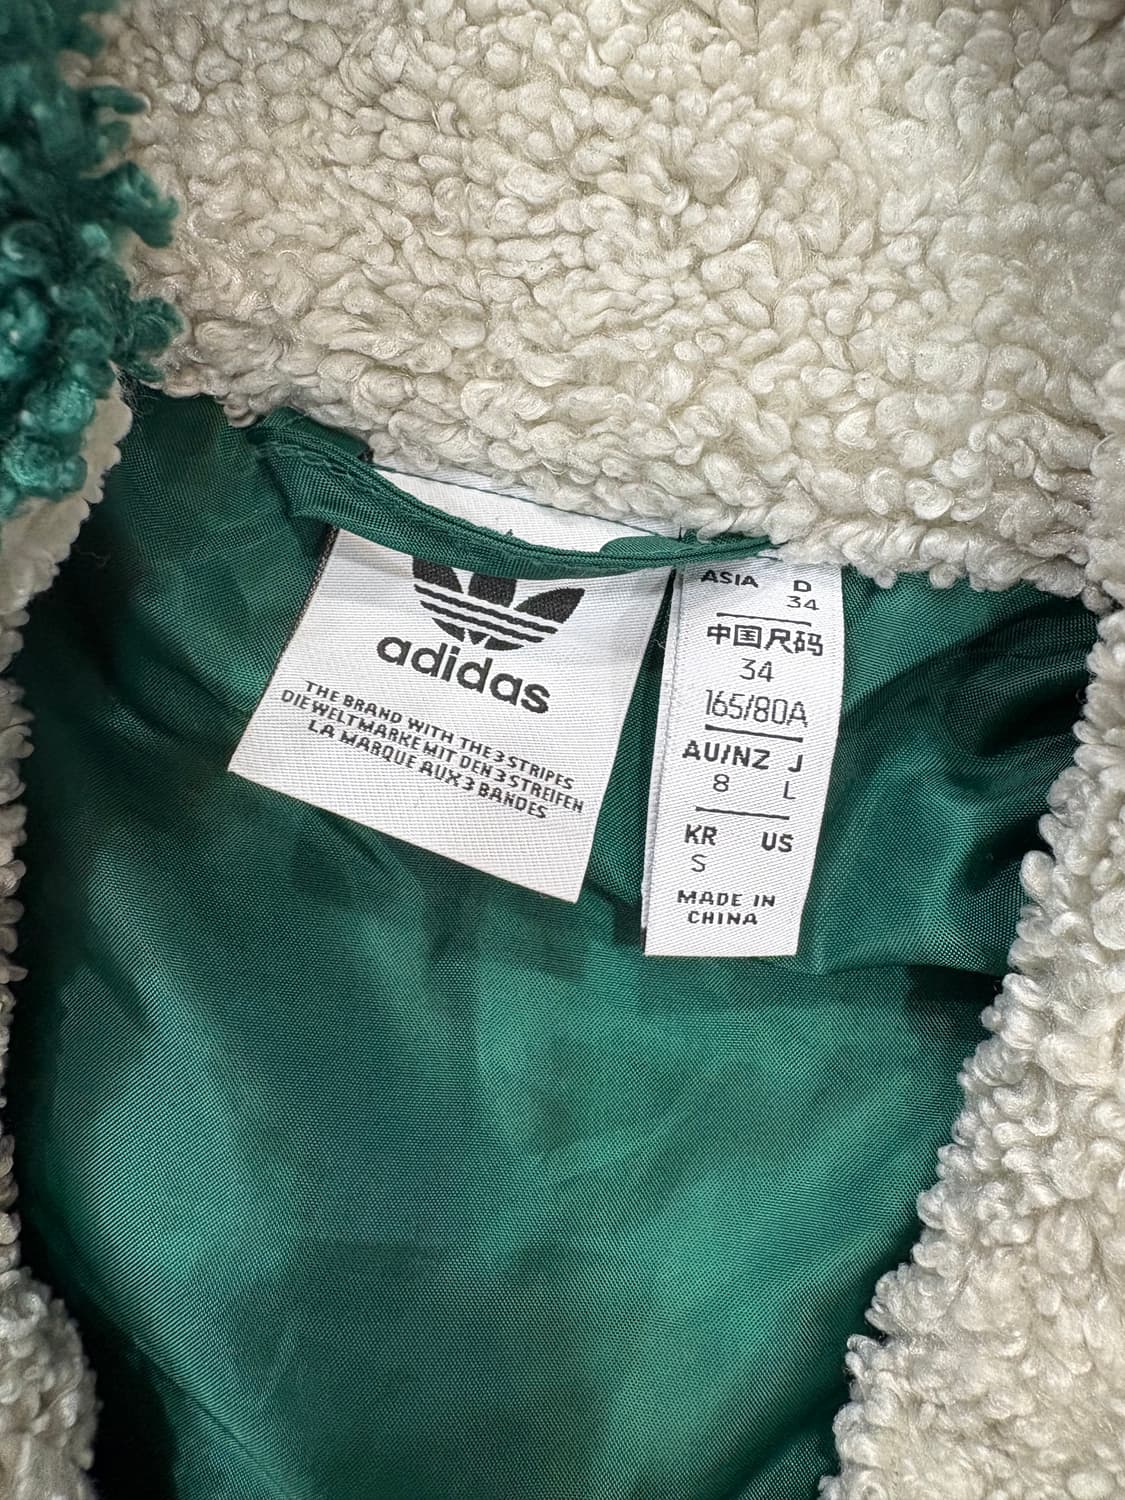 adidas
THE BRAND WITH THE 3 STRIPES
DIE WELTMARKE MIT DEN 3 STREIFEN
LA MARQUE AUX 3 BANDES
ASIA D
34
中国尺码
34
165/80A
AU/NZ J
8 L
KR US
S
MADE IN
CHINA